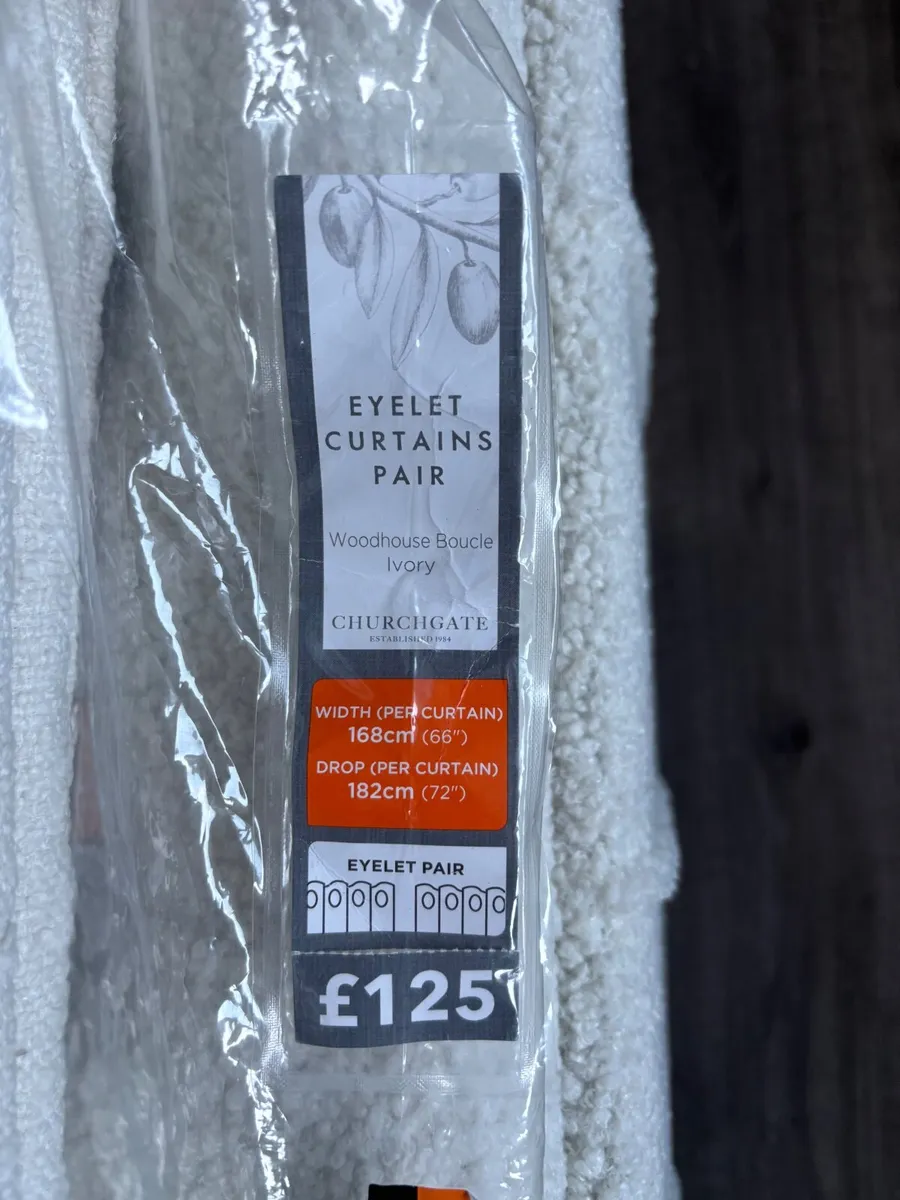 EYELET
CURTAINS
PAIR
Woodhouse Boucle
Ivory
CHURCHGATE
ESTABLISHED 1984
WIDTH (PER CURTAIN)
168cm (66")
DROP (PER CURTAIN)
182cm (72")
EYELET PAIR
£125